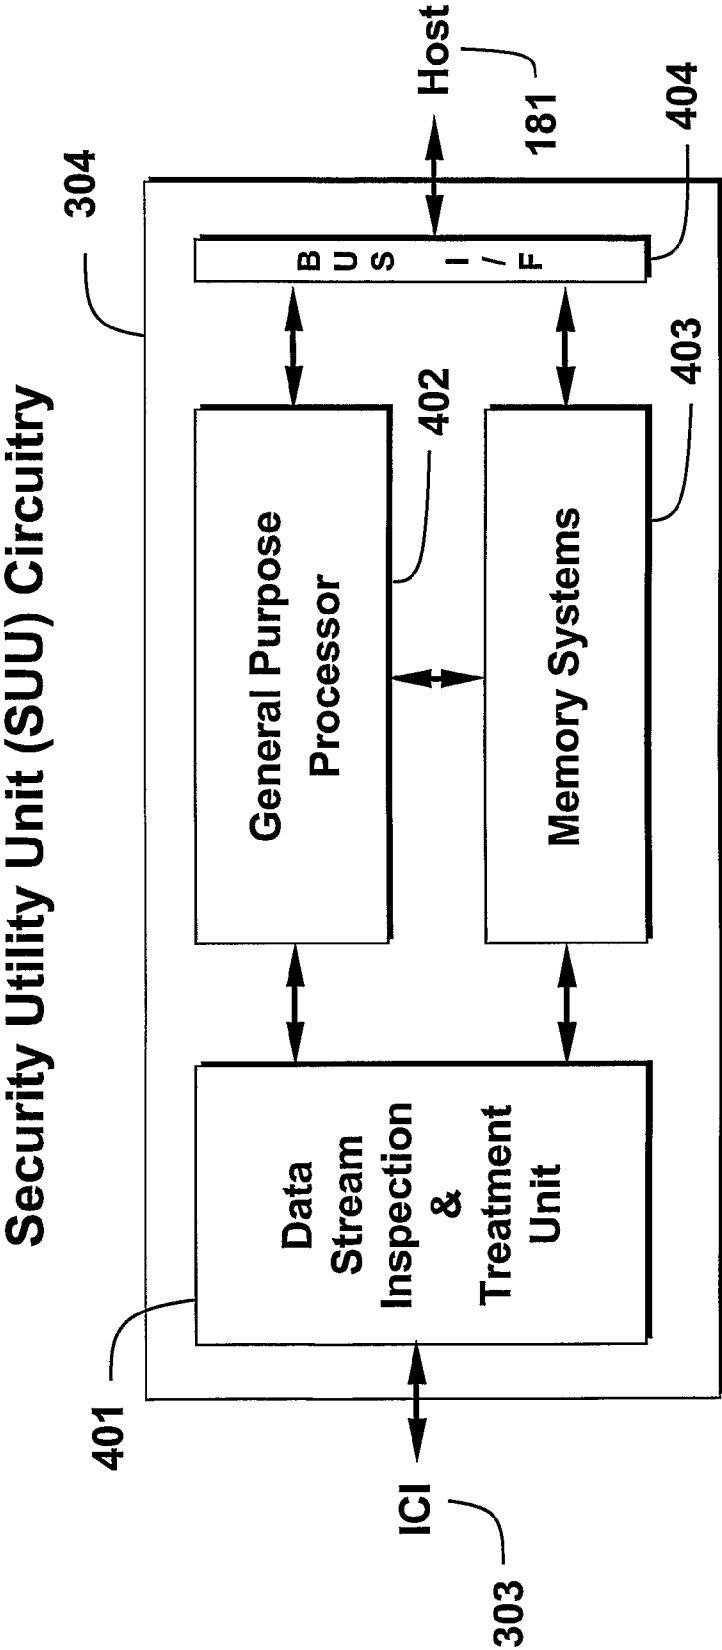 Security Utility Unit (SUU) Circuitry
304
401
Data
Stream
Inspection
&
Treatment
Unit
General Purpose
Processor
402
Memory Systems
403
BUS I/F
404
ICI
303
Host
181